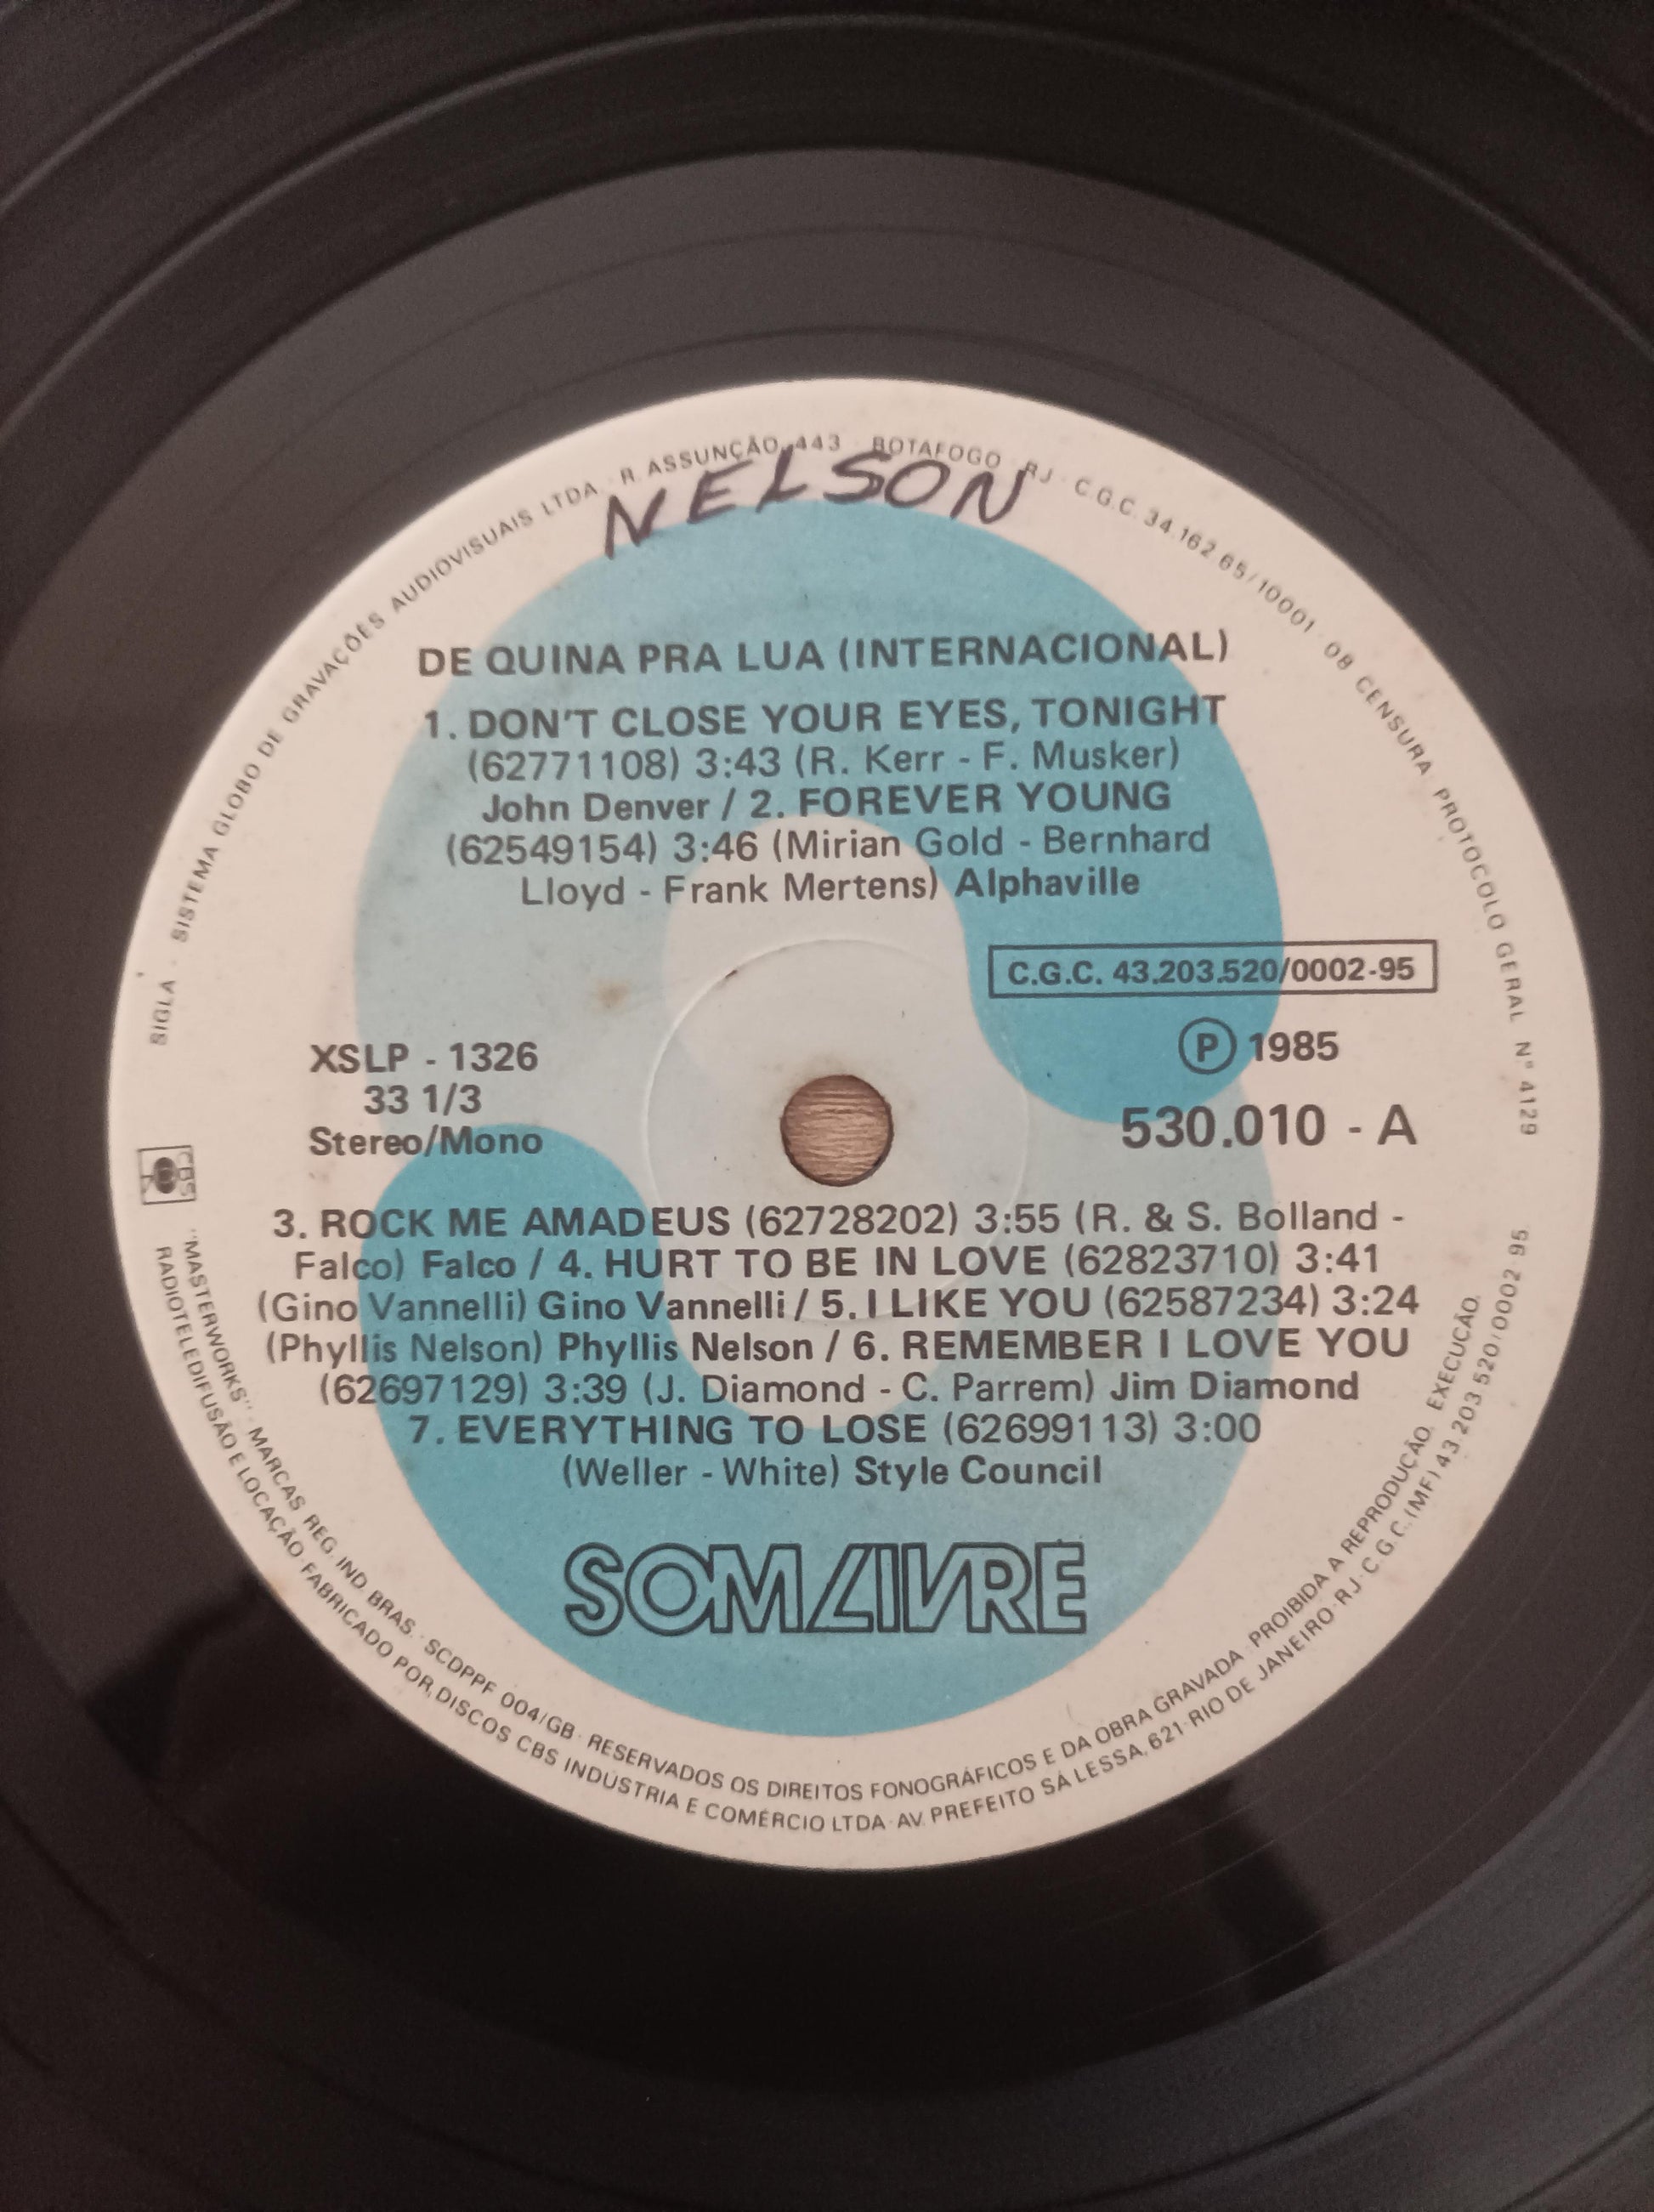 SIGLA · SISTEMA GLOBO DE GRAVAÇÕES AUDIOVISUAIS LTDA · R. ASSUNÇÃO, 443 · BOTAFOGO · RJ · C.G.C. 34.162.65/10001 · 08 CENSURA PROTOCOLO GERAL Nº 4129
NELSON
DE QUINA PRA LUA (INTERNACIONAL)
1. DON'T CLOSE YOUR EYES, TONIGHT
(62771108) 3:43 (R. Kerr - F. Musker)
John Denver / 2. FOREVER YOUNG
(62549154) 3:46 (Mirian Gold - Bernhard
Lloyd - Frank Mertens) Alphaville
C.G.C. 43.203.520/0002-95
XSLP - 1326
33 1/3
Stereo/Mono
Ⓟ 1985
530.010 - A
3. ROCK ME AMADEUS (62728202) 3:55 (R. & S. Bolland -
Falco) Falco / 4. HURT TO BE IN LOVE (62823710) 3:41
(Gino Vannelli) Gino Vannelli / 5. I LIKE YOU (62587234) 3:24
(Phyllis Nelson) Phyllis Nelson / 6. REMEMBER I LOVE YOU
(62697129) 3:39 (J. Diamond - C. Parrem) Jim Diamond
7. EVERYTHING TO LOSE (62699113) 3:00
(Weller - White) Style Council
SOM LIVRE
CBS
"MASTERWORKS" · MARCAS REG. IND. BRAS. · SCDPPF 004/GB · RESERVADOS OS DIREITOS FONOGRÁFICOS E DA OBRA GRAVADA · PROIBIDA A REPRODUÇÃO, EXECUÇÃO,
RADIOTELEDIFUSÃO E LOCAÇÃO · FABRICADO POR DISCOS CBS INDÚSTRIA E COMÉRCIO LTDA · AV. PREFEITO SÁ LESSA, 621 · RIO DE JANEIRO · RJ · C.G.C. (MF) 43.203.520/0002-95